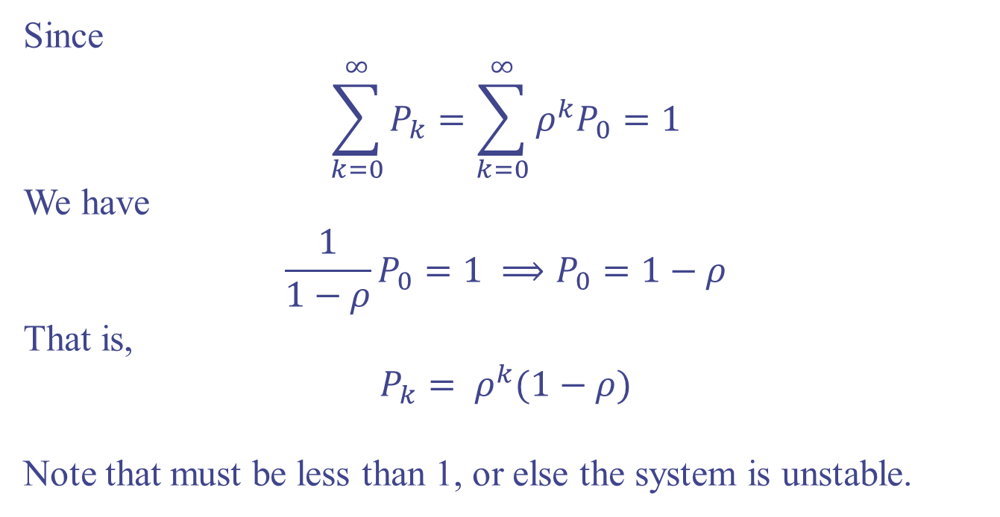 Since
$$\sum_{k=0}^{\infty} P_k = \sum_{k=0}^{\infty} \rho^k P_0 = 1$$
We have
$$\frac{1}{1-\rho} P_0 = 1 \implies P_0 = 1 - \rho$$
That is,
$$P_k = \rho^k (1 - \rho)$$
Note that must be less than 1, or else the system is unstable.